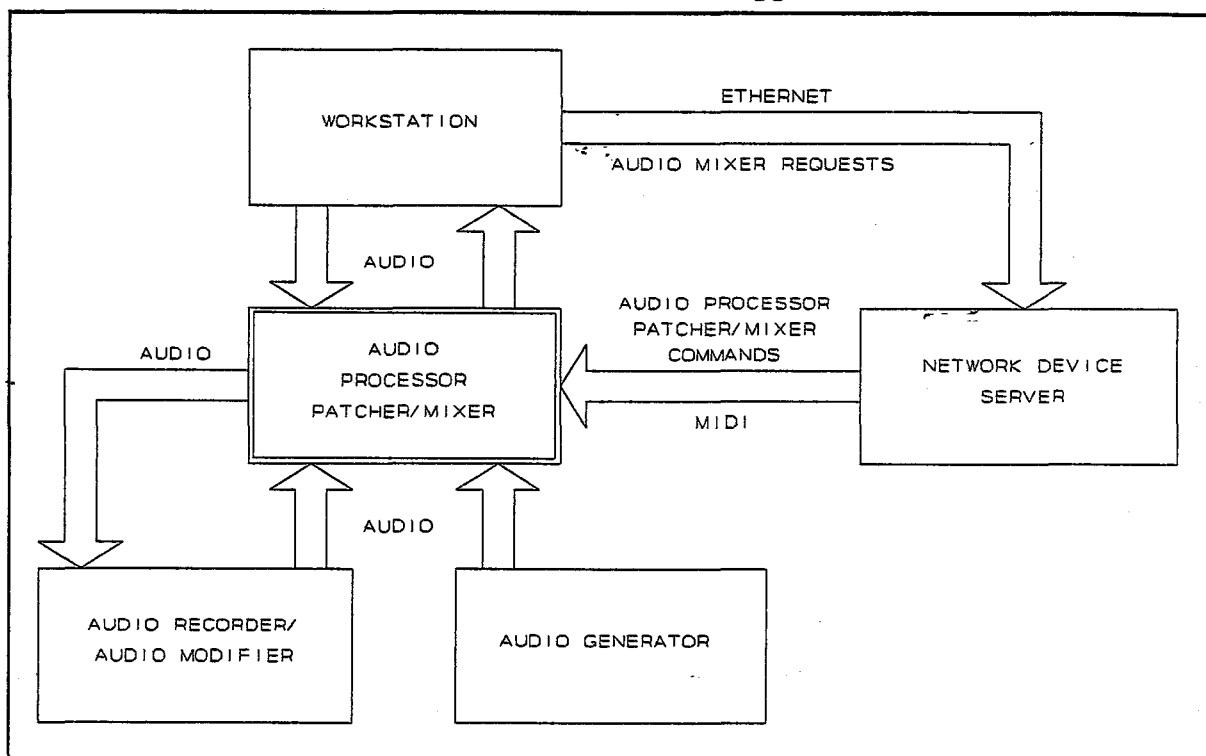 WORKSTATION
ETHERNET
AUDIO MIXER REQUESTS
AUDIO
AUDIO PROCESSOR
PATCHER/MIXER
COMMANDS
AUDIO
AUDIO
PROCESSOR
PATCHER/MIXER
MIDI
NETWORK DEVICE
SERVER
AUDIO
AUDIO RECORDER/
AUDIO MODIFIER
AUDIO GENERATOR